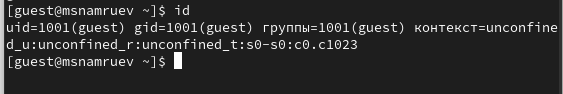 [guest@msnamruev ~]$ id
uid=1001(guest) gid=1001(guest) группы=1001(guest) контекст=unconfine
d_u:unconfined_r:unconfined_t:s0-s0:c0.c1023
[guest@msnamruev ~]$